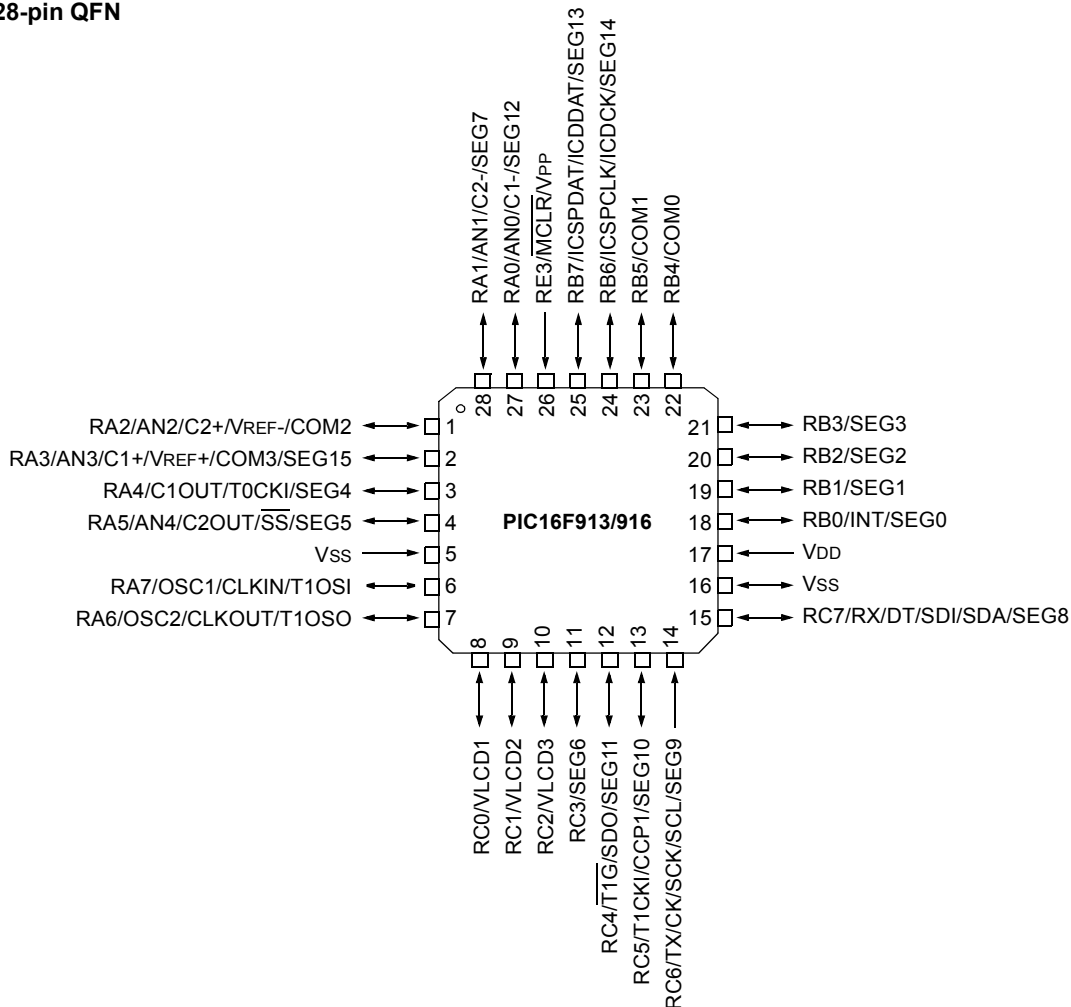 28-pin QFN
RA1/AN1/C2-/SEG7
RA0/AN0/C1-/SEG12
RE3/MCLR/VPP
RB7/ICSPDAT/ICDDAT/SEG13
RB6/ICSPCLK/ICDCK/SEG14
RB5/COM1
RB4/COM0
28
27
26
25
24
23
22
RA2/AN2/C2+/VREF-/COM2
1
RA3/AN3/C1+/VREF+/COM3/SEG15
2
RA4/C1OUT/T0CKI/SEG4
3
RA5/AN4/C2OUT/SS/SEG5
4
VSS
5
RA7/OSC1/CLKIN/T1OSI
6
RA6/OSC2/CLKOUT/T1OSO
7
PIC16F913/916
21
RB3/SEG3
20
RB2/SEG2
19
RB1/SEG1
18
RB0/INT/SEG0
17
VDD
16
VSS
15
RC7/RX/DT/SDI/SDA/SEG8
8
9
10
11
12
13
14
RC0/VLCD1
RC1/VLCD2
RC2/VLCD3
RC3/SEG6
RC4/T1G/SDO/SEG11
RC5/T1CKI/CCP1/SEG10
RC6/TX/CK/SCK/SCL/SEG9